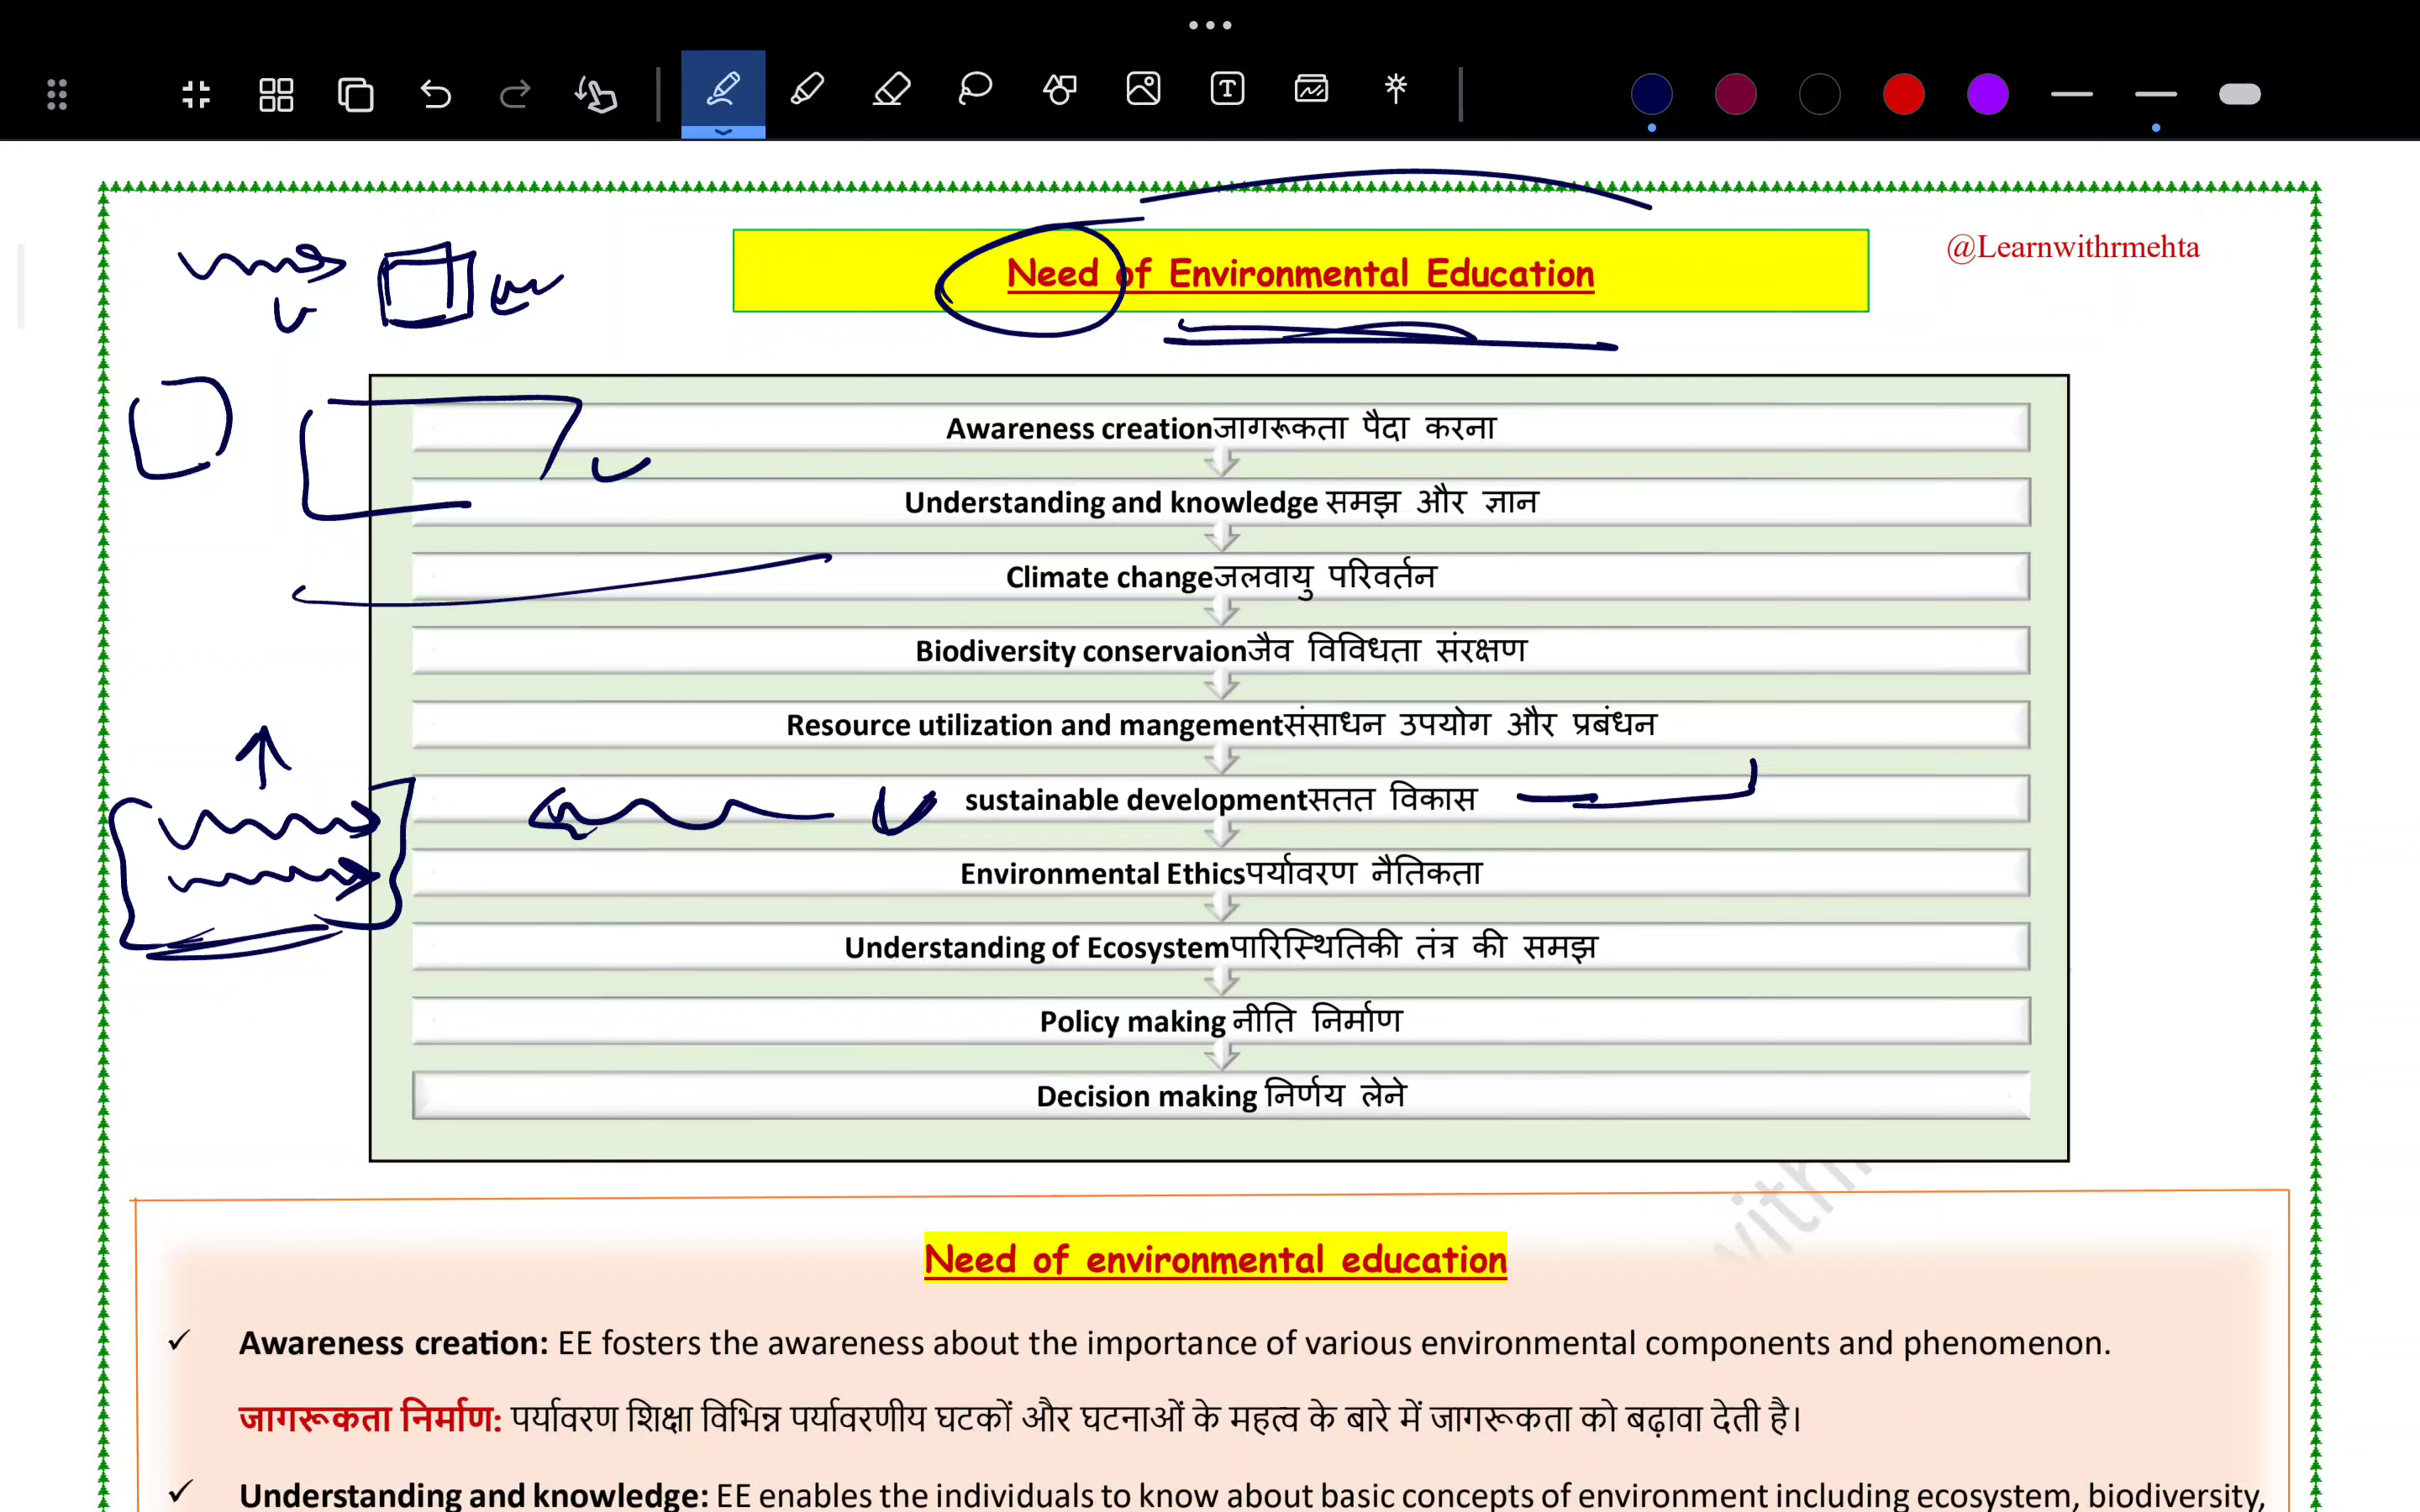 Need of Environmental Education
@Learnwithrmehta
Awareness creationजागरूकता पैदा करना
Understanding and knowledge समझ और ज्ञान
Climate changeजलवायु परिवर्तन
Biodiversity conservaionजैव विविधता संरक्षण
Resource utilization and mangementसंसाधन उपयोग और प्रबंधन
sustainable developmentसतत विकास
Environmental Ethicsपर्यावरण नैतिकता
Understanding of Ecosystemपारिस्थितिकी तंत्र की समझ
Policy making नीति निर्माण
Decision making निर्णय लेने
Need of environmental education
✓ Awareness creation: EE fosters the awareness about the importance of various environmental components and phenomenon.
जागरूकता निर्माण: पर्यावरण शिक्षा विभिन्न पर्यावरणीय घटकों और घटनाओं के महत्व के बारे में जागरूकता को बढ़ावा देती है।
✓ Understanding and knowledge: EE enables the individuals to know about basic concepts of environment including ecosystem, biodiversity,